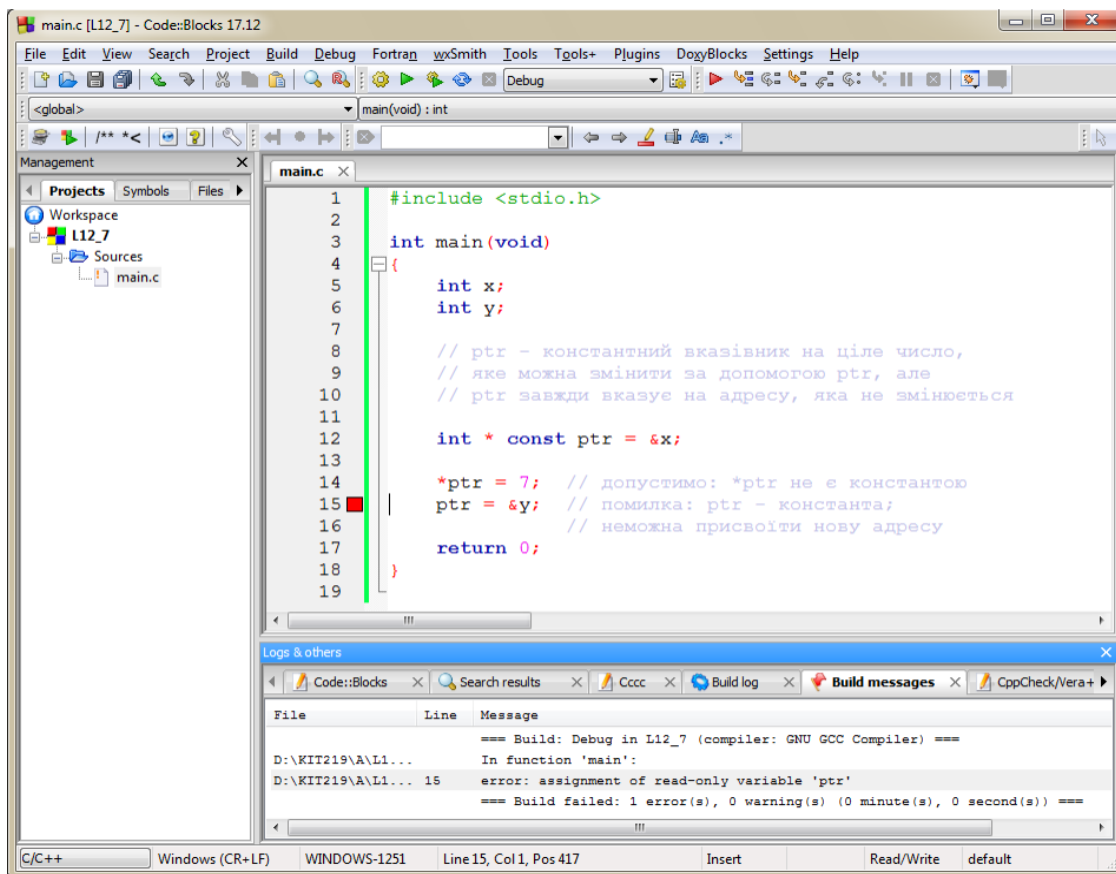 main.c [L12_7] - Code::Blocks 17.12
File Edit View Search Project Build Debug Fortran wxSmith Tools Tools+ Plugins DoxyBlocks Settings Help
Debug
<global> main(void) : int
/** *<
Management
main.c
Projects Symbols Files
Workspace
L12_7
Sources
main.c
1 #include <stdio.h>
2
3 int main(void)
4 {
5 int x;
6 int y;
7
8 // ptr - константний вказівник на ціле число,
9 // яке можна змінити за допомогою ptr, але
10 // ptr завжди вказує на адресу, яка не змінюється
11
12 int * const ptr = &x;
13
14 *ptr = 7; // допустимо: *ptr не є константою
15 ptr = &y; // помилка: ptr - константа;
16 // неможна присвоїти нову адресу
17 return 0;
18 }
19
Logs & others
Code::Blocks Search results Cccc Build log Build messages CppCheck/Vera+
File Line Message
=== Build: Debug in L12_7 (compiler: GNU GCC Compiler) ===
D:\KIT219\A\L1... In function 'main':
D:\KIT219\A\L1... 15 error: assignment of read-only variable 'ptr'
=== Build failed: 1 error(s), 0 warning(s) (0 minute(s), 0 second(s)) ===
C/C++ Windows (CR+LF) WINDOWS-1251 Line 15, Col 1, Pos 417 Insert Read/Write default